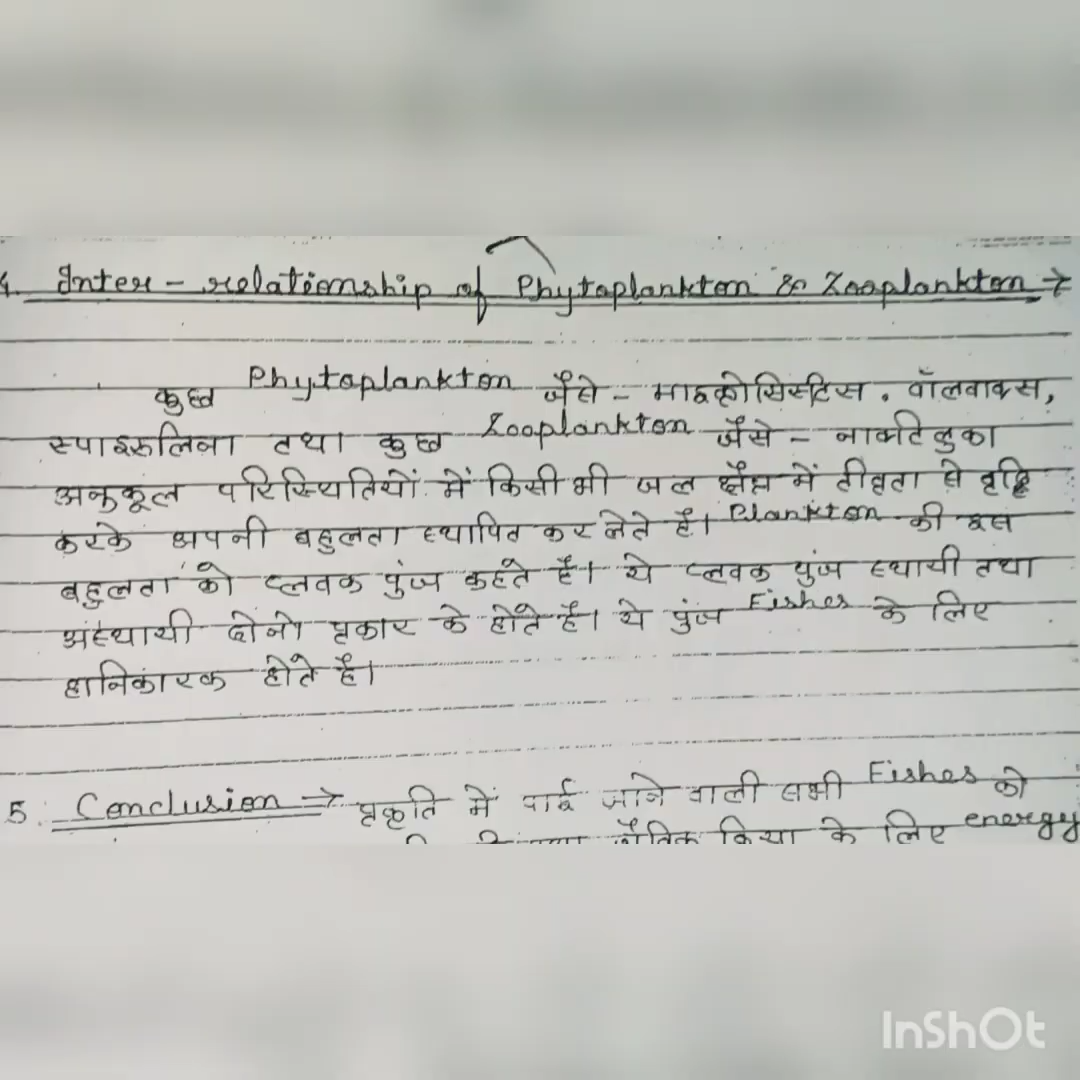 4. Inter - relationship of Phytoplankton & Zooplankton →
कुछ Phytoplankton जैसे - माइक्रोसिस्टिस, वॉलवाक्स,
स्पाइरुलिना तथा कुछ Zooplankton जैसे - नाक्टिलुका
अनुकूल परिस्थितियों में किसी भी जल क्षेत्र में तीव्रता से वृद्धि
करके अपनी बहुलता स्थापित कर लेते है। Plankton की इस
बहुलता को प्लवक पुंज कहते है। ये प्लवक पुंज स्थायी तथा
अस्थायी दोनो प्रकार के होते है। ये पुंज Fishes के लिए
हानिकारक होते है।
5. Conclusion → प्रकृति में पाई जाने वाली सभी Fishes को
जैविक क्रिया के लिए energy
InShOt